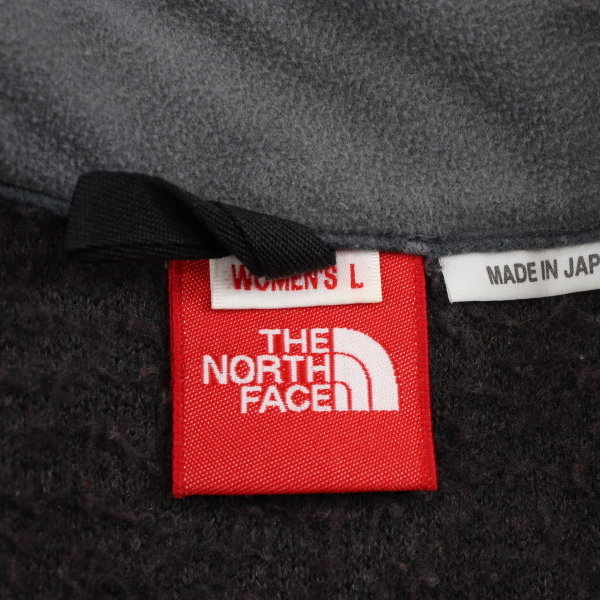 WOMEN'S L
MADE IN JAP
THE
NORTH
FACE